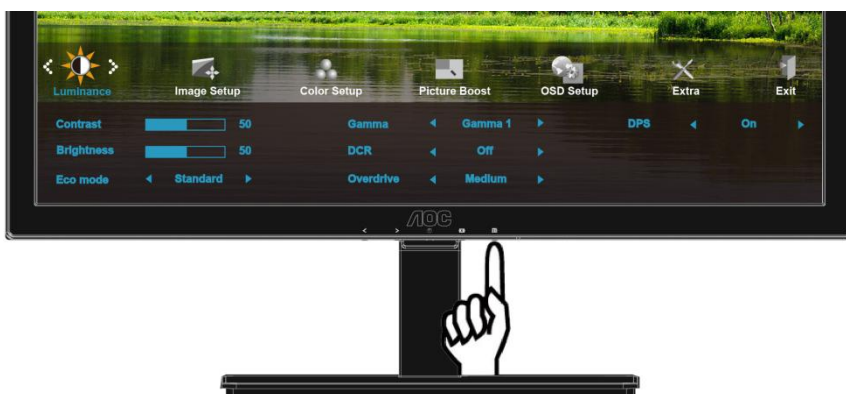 Luminance Image Setup Color Setup Picture Boost OSD Setup Extra Exit
Contrast 50 Gamma Gamma 1 DPS On
Brightness 50 DCR Off
Eco mode Standard Overdrive Medium
AOC